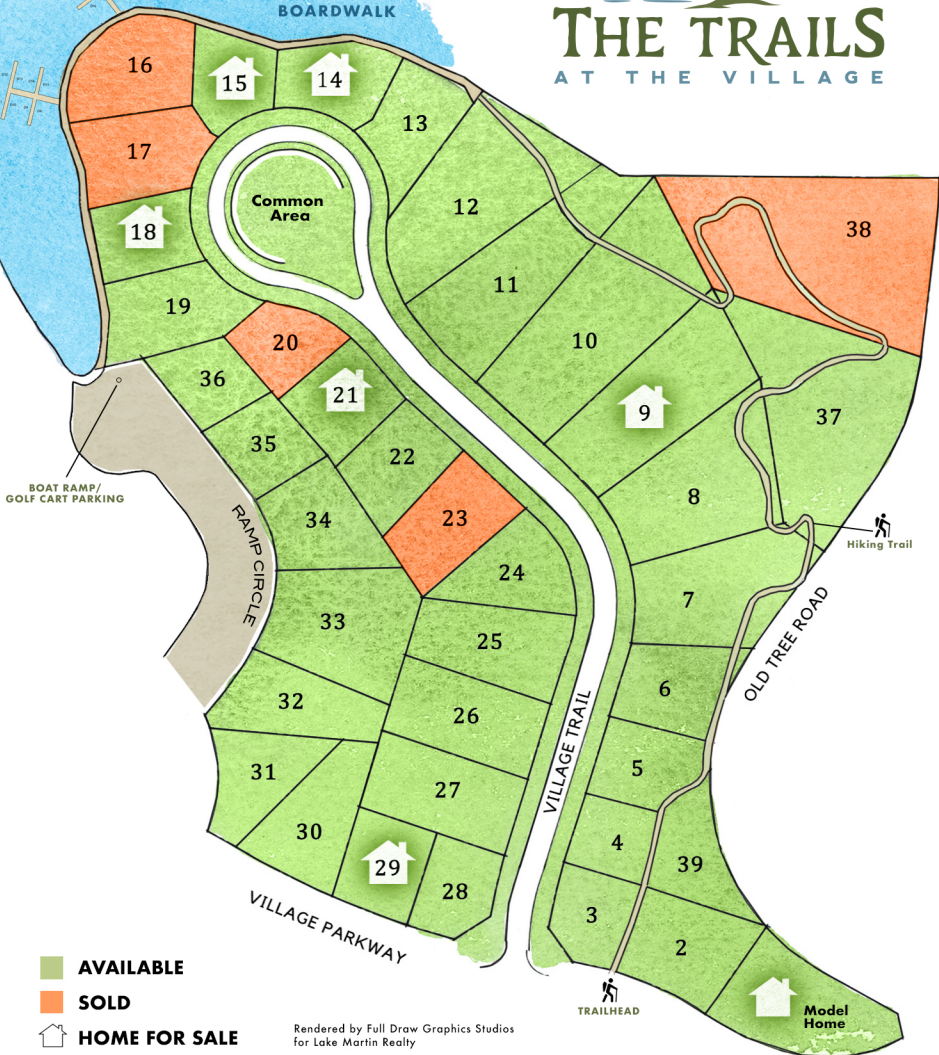 BOARDWALK
THE TRAILS
AT THE VILLAGE
16
15
14
13
17
Common
Area
12
38
18
19
11
20
10
36
21
9
37
35
22
BOAT RAMP/
GOLF CART PARKING
34
23
8
RAMP CIRCLE
Hiking Trail
24
7
33
25
OLD TREE ROAD
32
26
6
VILLAGE TRAIL
31
27
5
30
4
29
39
28
3
VILLAGE PARKWAY
2
AVAILABLE
SOLD
HOME FOR SALE
TRAILHEAD
Model
Home
Rendered by Full Draw Graphics Studios
for Lake Martin Realty